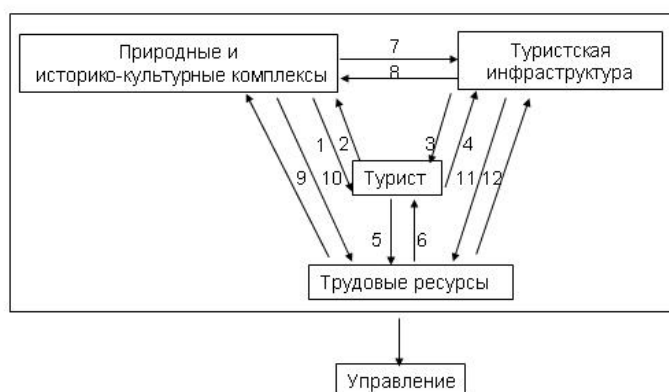 Природные и
историко-культурные комплексы
7
8
Туристская
инфраструктура
1
2
3
4
9
10
Турист
11
12
5
6
Трудовые ресурсы
Управление